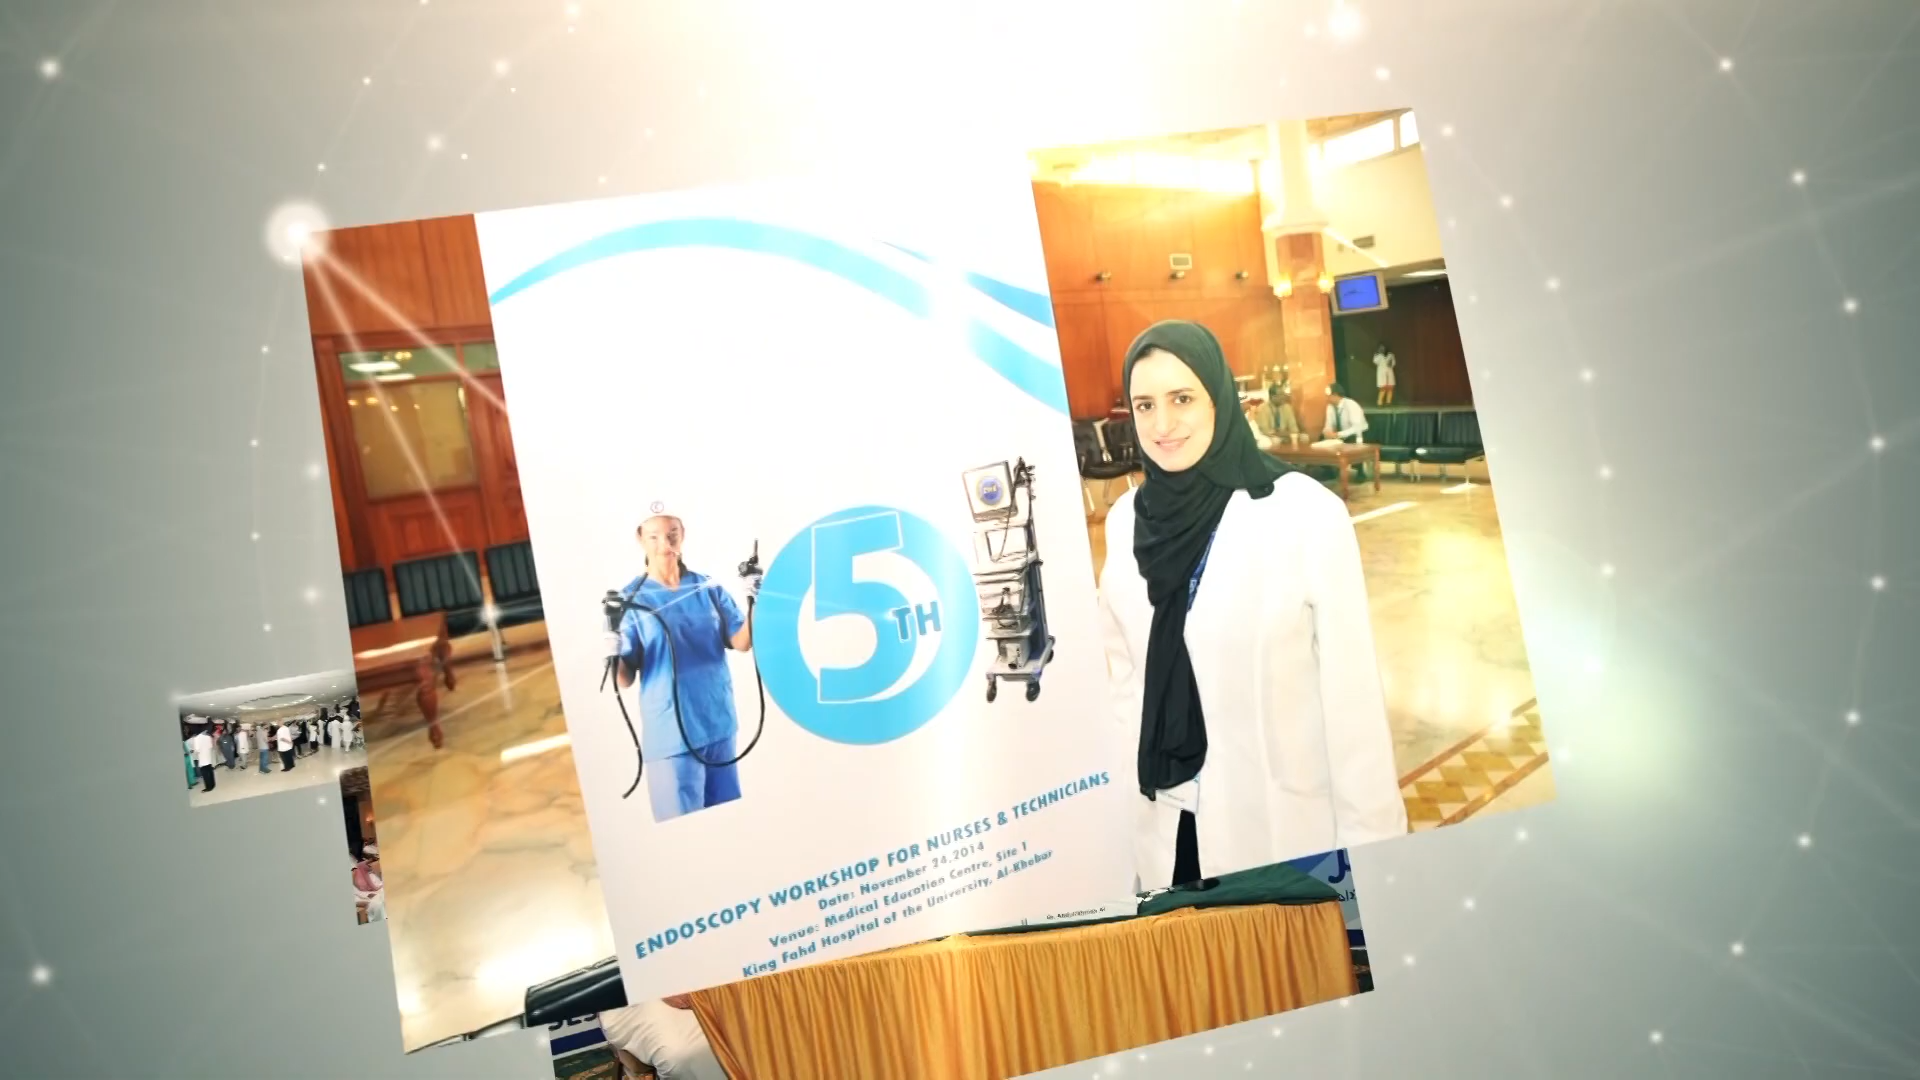 5TH
ENDOSCOPY WORKSHOP FOR NURSES & TECHNICIANS
Date: November 24,2014
Venue: Medical Education Centre, Site 1
King Fahd Hospital of the University, Al-Khobar